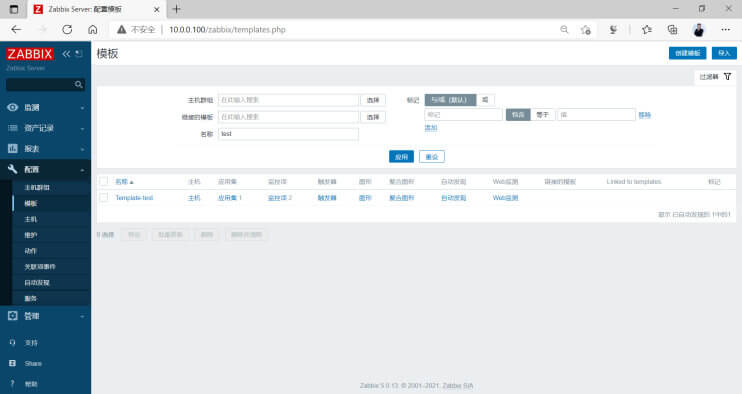 Zabbix Server: 配置模板
不安全 10.0.0.100/zabbix/templates.php
ZABBIX
Zabbix Server
模板
创建模板 导入
过滤器
监测
资产记录
报表
配置
主机群组
模板
主机
维护
动作
关联项事件
自动发现
服务
管理
支持
Share
帮助
主机群组 在此输入搜索 选择
链接的模板 在此输入搜索 选择
名称 test
标记 与/或（默认） 或
标记 包含 等于 值 移除
添加
应用 重设
名称 主机 应用集 监控项 触发器 图形 聚合图形 自动发现 Web监测 链接的模板 Linked to templates 标记
Template-test 主机 应用集 1 监控项 2 触发器 图形 聚合图形 自动发现 Web监测
显示 已自动发现的 1中的1
0 选择 导出 批量更新 删除 删除并清除
Zabbix 5.0.13. © 2001–2021, Zabbix SIA